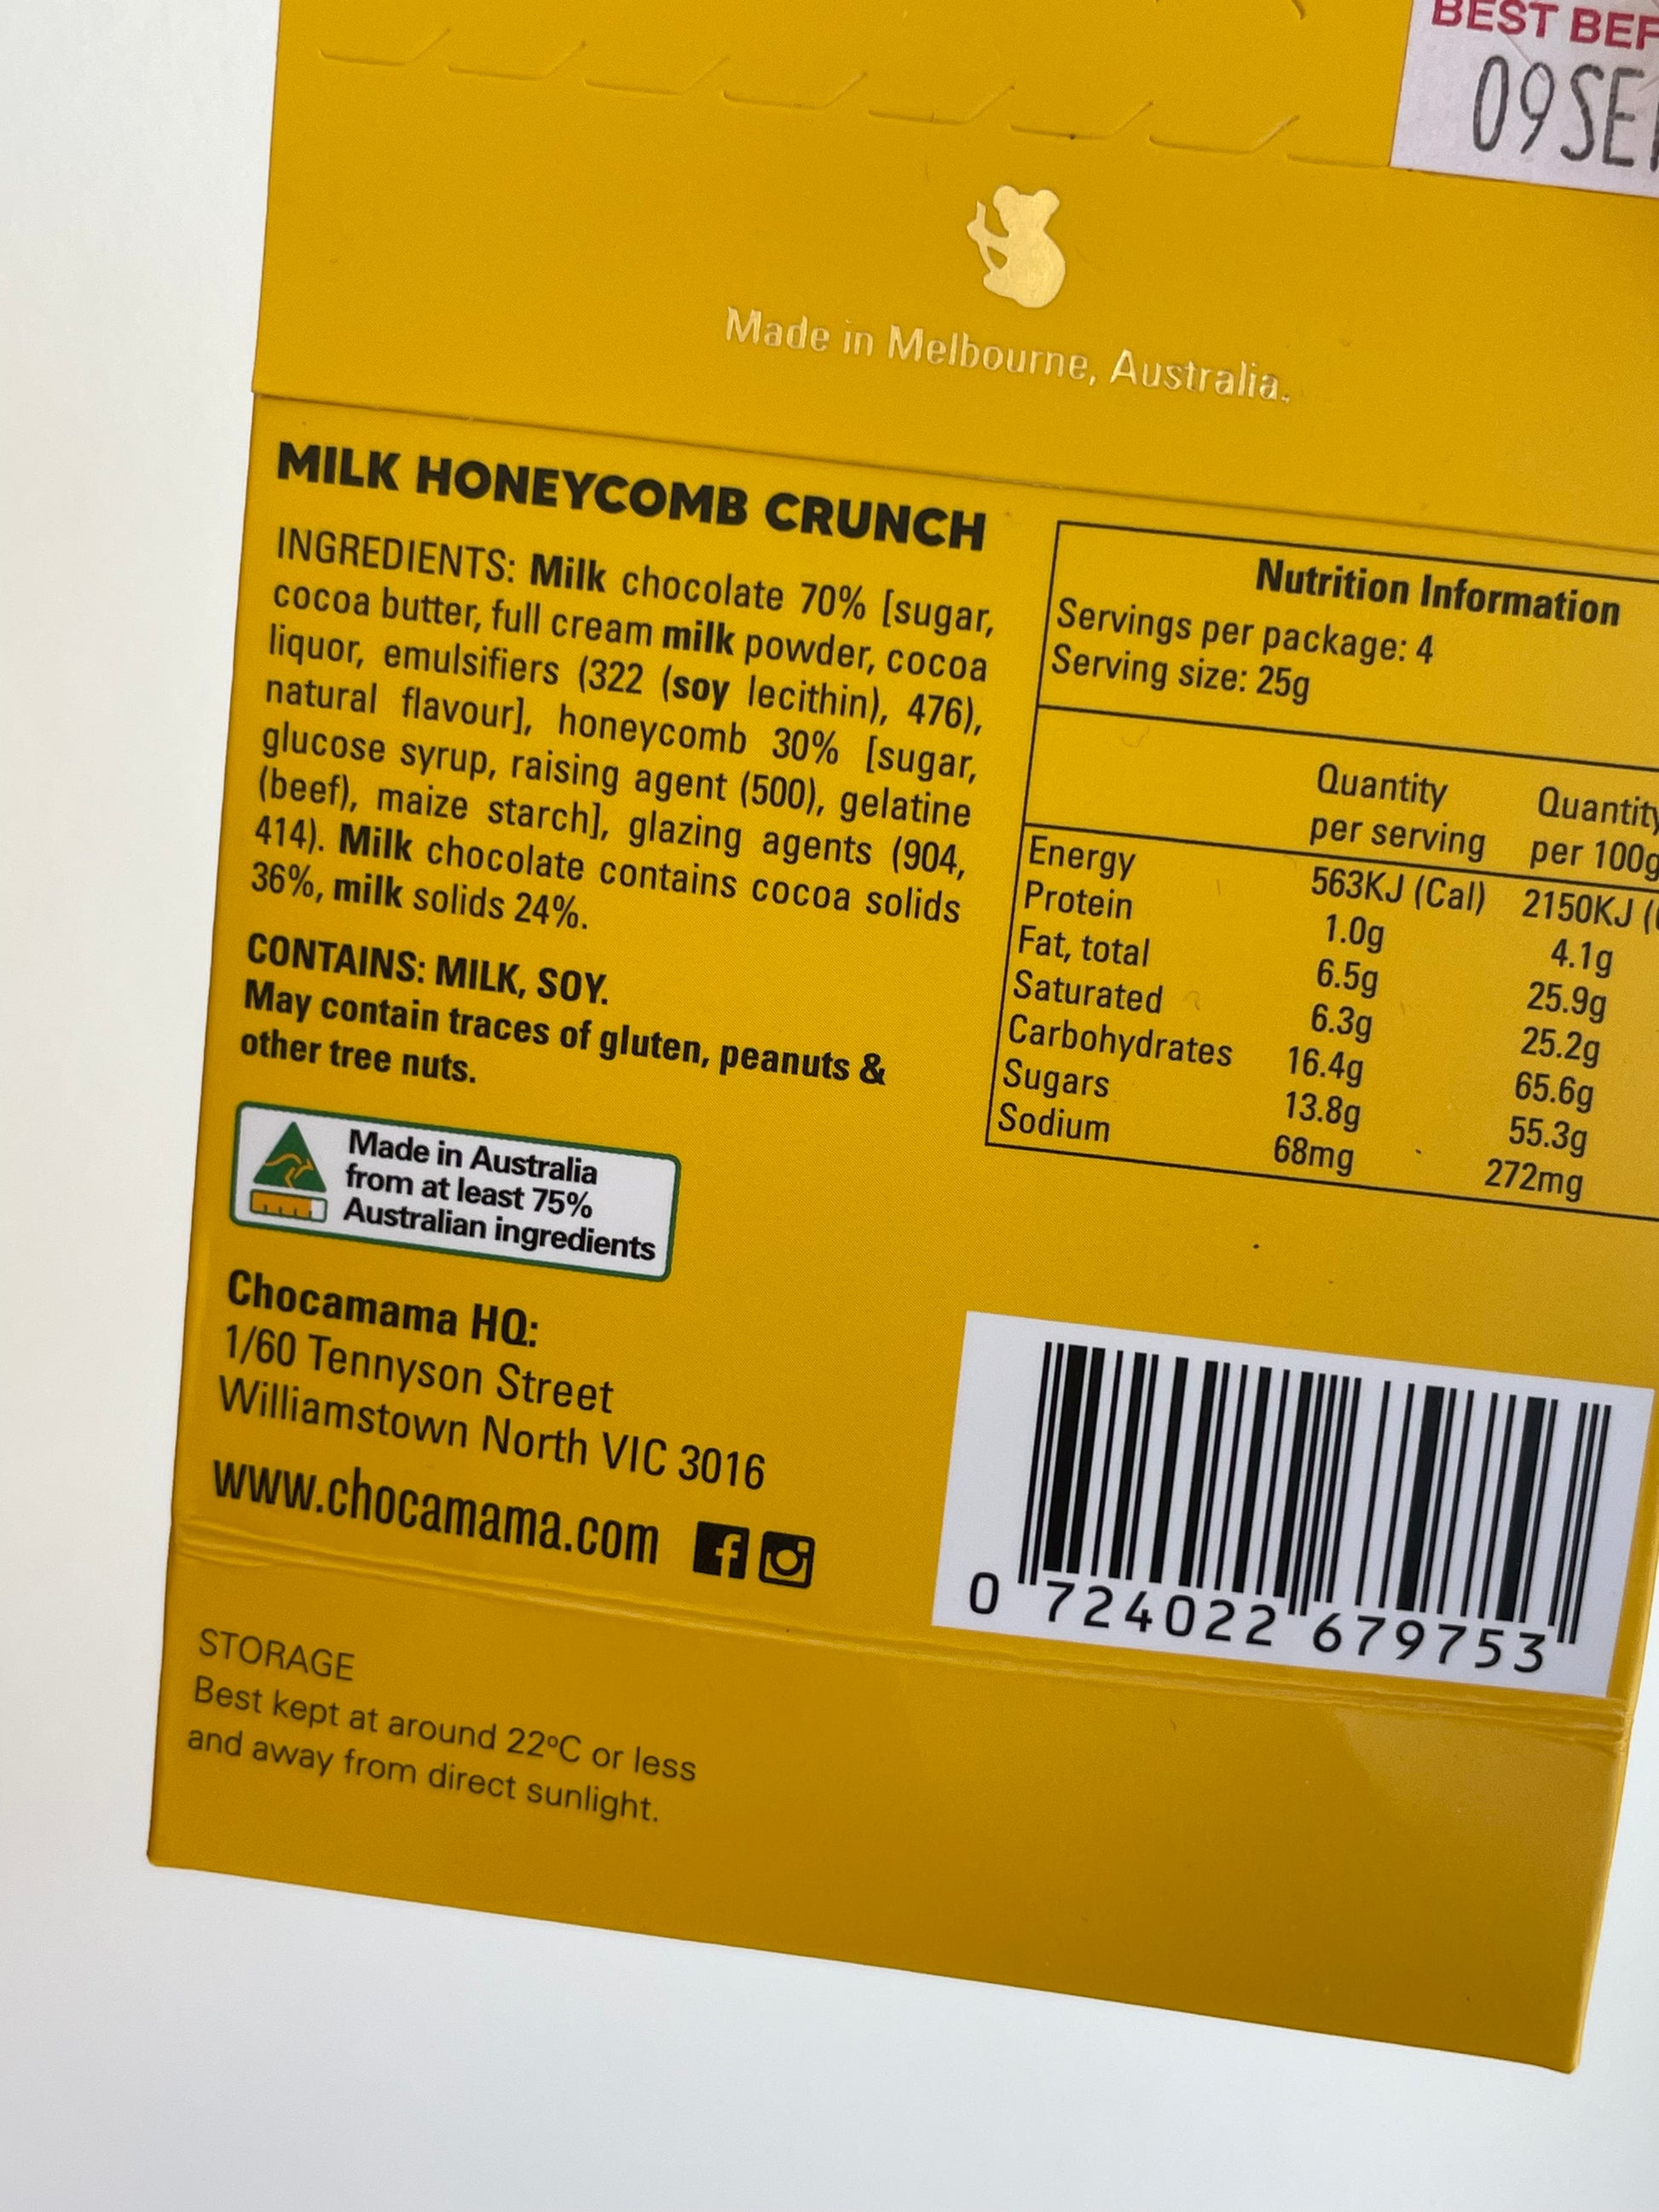 BEST BEF
09 SE
Made in Melbourne, Australia.
MILK HONEYCOMB CRUNCH
INGREDIENTS: Milk chocolate 70% [sugar,
cocoa butter, full cream milk powder, cocoa
liquor, emulsifiers (322 (soy lecithin), 476),
natural flavour], honeycomb 30% [sugar,
glucose syrup, raising agent (500), gelatine
(beef), maize starch], glazing agents (904,
414). Milk chocolate contains cocoa solids
36%, milk solids 24%.
CONTAINS: MILK, SOY.
May contain traces of gluten, peanuts &
other tree nuts.
Made in Australia
from at least 75%
Australian ingredients
Chocamama HQ:
1/60 Tennyson Street
Williamstown North VIC 3016
www.chocamama.com
STORAGE
Best kept at around 22°C or less
and away from direct sunlight.
Nutrition Information
Servings per package: 4
Serving size: 25g
Quantity Quantity
per serving per 100g
Energy 563KJ (Cal) 2150KJ (
Protein 1.0g 4.1g
Fat, total 6.5g 25.9g
Saturated 6.3g 25.2g
Carbohydrates 16.4g 65.6g
Sugars 13.8g 55.3g
Sodium 68mg 272mg
0 724022 679753